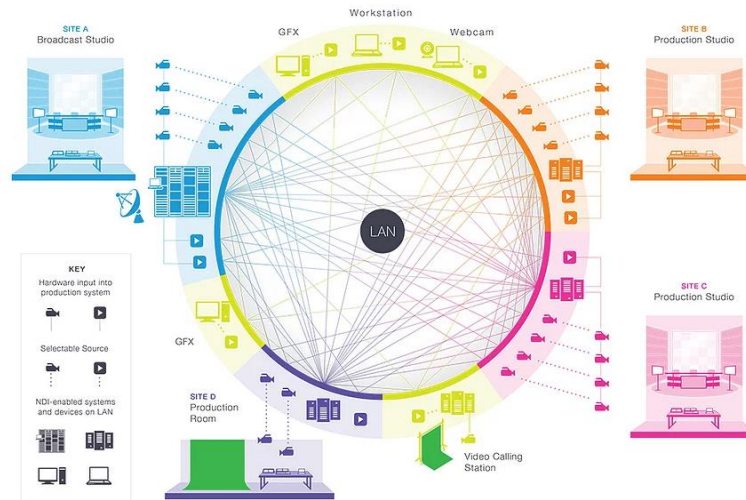 Workstation
GFX
Webcam
SITE A
Broadcast Studio
SITE B
Production Studio
LAN
KEY
Hardware input into
production system
Selectable Source
NDI-enabled systems
and devices on LAN
GFX
SITE C
Production Studio
SITE D
Production
Room
Video Calling
Station